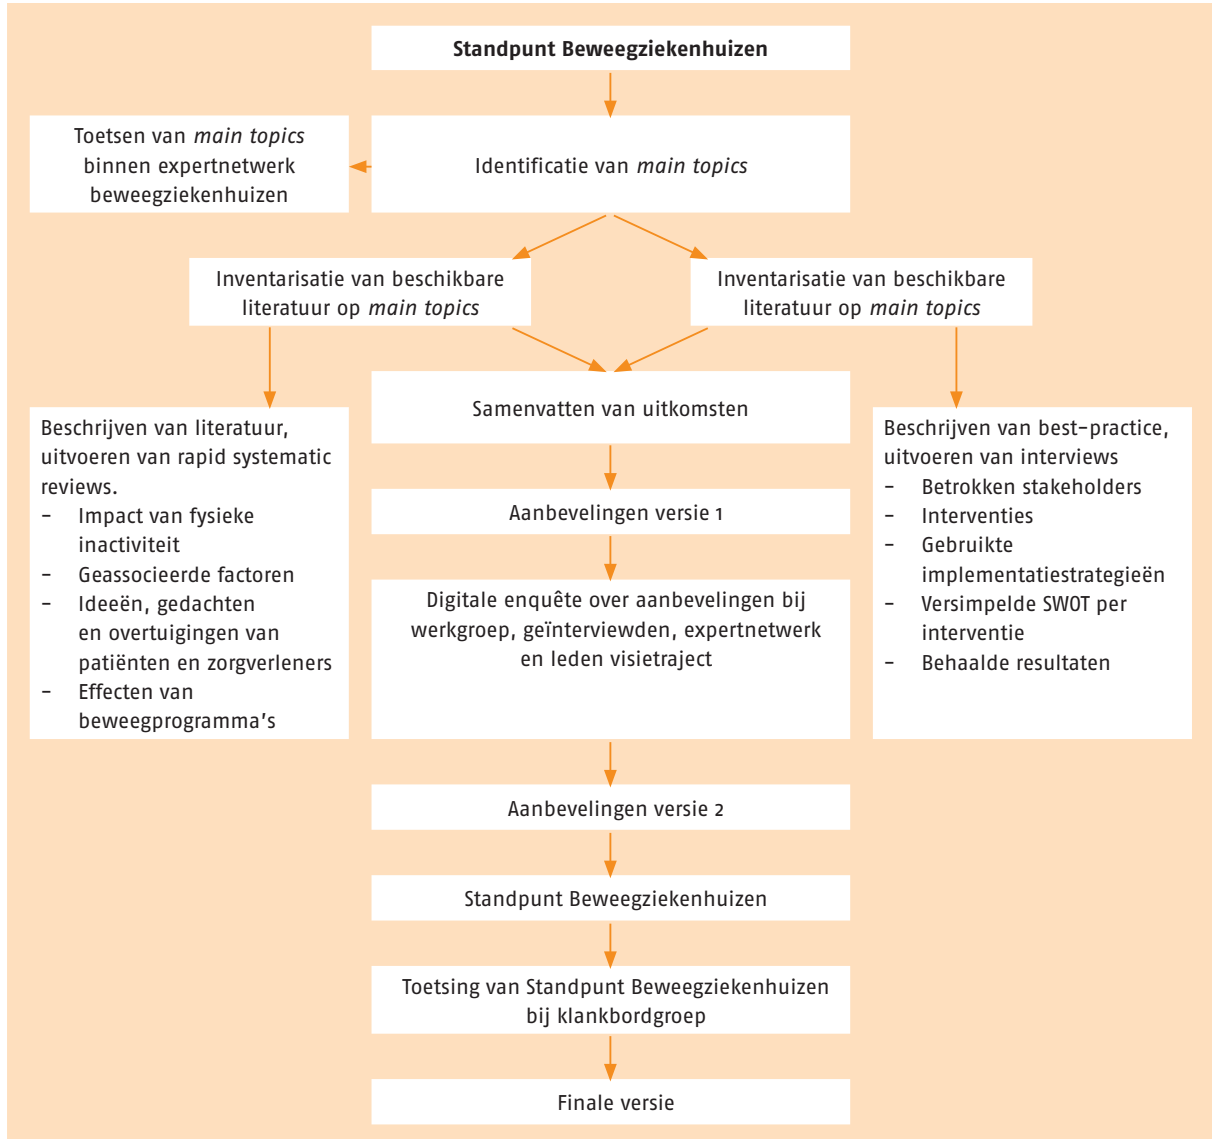 Standpunt Beweegziekenhuizen
Toetsen van main topics
binnen expertnetwerk
beweegziekenhuizen
Identificatie van main topics
Inventarisatie van beschikbare
literatuur op main topics
Inventarisatie van beschikbare
literatuur op main topics
Beschrijven van literatuur,
uitvoeren van rapid systematic
reviews.
– Impact van fysieke
inactiviteit
– Geassocieerde factoren
– Ideeën, gedachten
en overtuigingen van
patiënten en zorgverleners
– Effecten van
beweegprogramma's
Samenvatten van uitkomsten
Aanbevelingen versie 1
Digitale enquête over aanbevelingen bij
werkgroep, geïnterviewden, expertnetwerk
en leden visietraject
Beschrijven van best-practice,
uitvoeren van interviews
– Betrokken stakeholders
– Interventies
– Gebruikte
implementatiestrategieën
– Versimpelde SWOT per
interventie
– Behaalde resultaten
Aanbevelingen versie 2
Standpunt Beweegziekenhuizen
Toetsing van Standpunt Beweegziekenhuizen
bij klankbordgroep
Finale versie